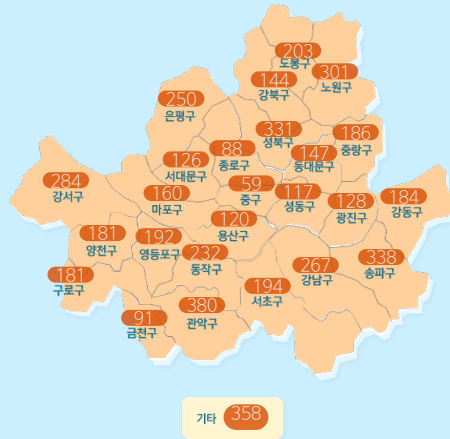 203
도봉구
301
노원구
144
강북구
250
은평구
331
성북구
186
중랑구
88
종로구
147
동대문구
126
서대문구
284
강서구
160
마포구
59
중구
117
성동구
128
광진구
184
강동구
120
용산구
181
양천구
192
영등포구
232
동작구
267
강남구
338
송파구
181
구로구
194
서초구
91
금천구
380
관악구
기타 358